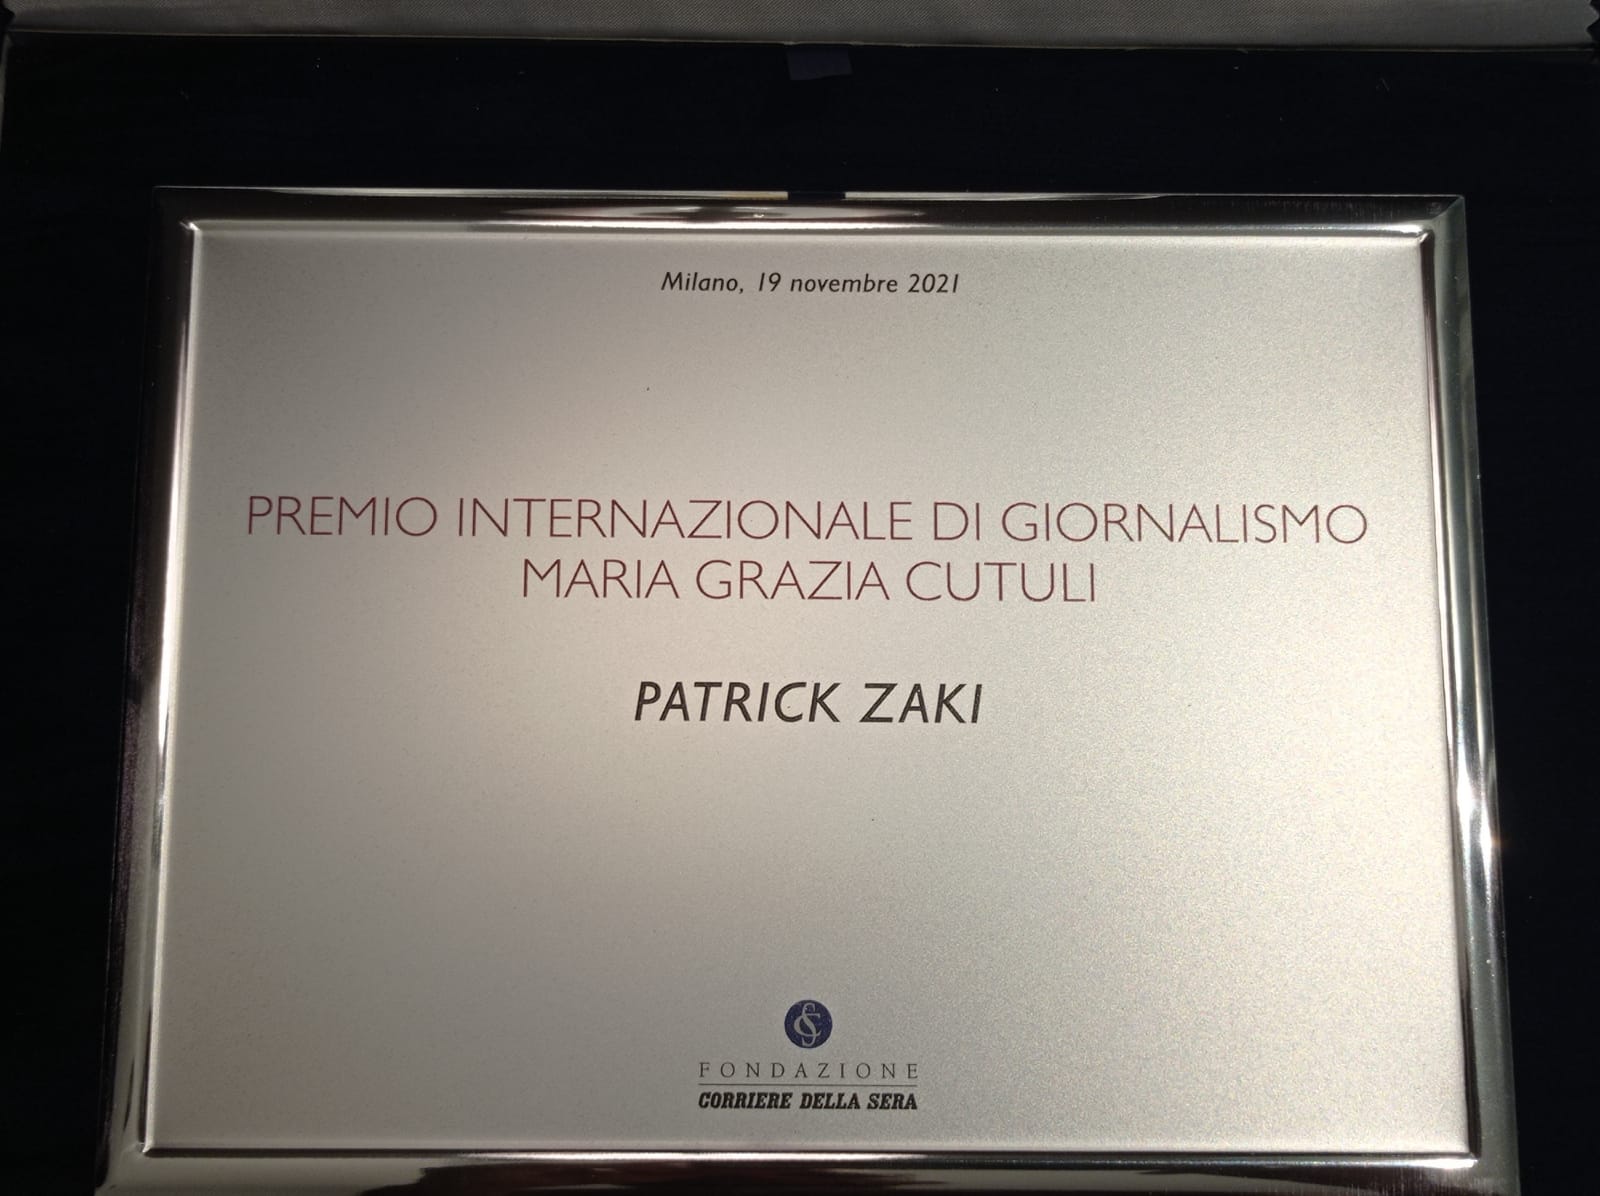 Milano, 19 novembre 2021
PREMIO INTERNAZIONALE DI GIORNALISMO
MARIA GRAZIA CUTULI
PATRICK ZAKI
FONDAZIONE
CORRIERE DELLA SERA